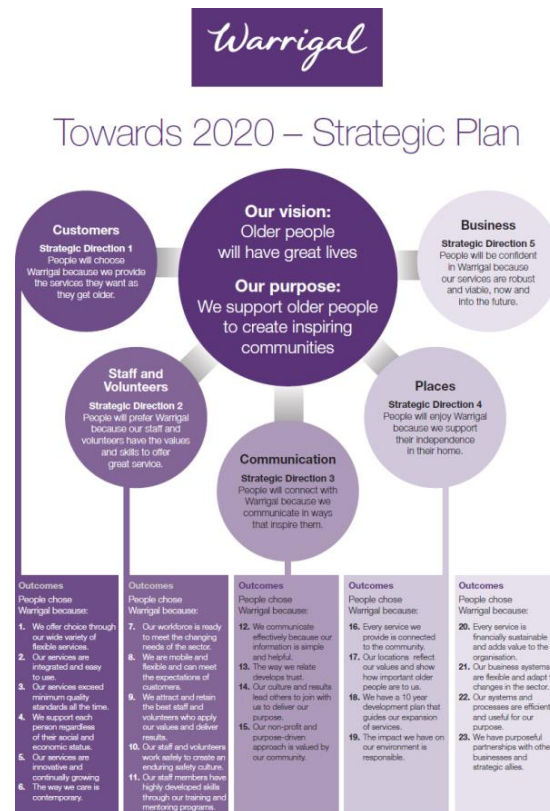 Warrigal
Towards 2020 – Strategic Plan
Our vision:
Older people
will have great lives
Our purpose:
We support older people
to create inspiring
communities
Customers
Strategic Direction 1
People will choose
Warrigal because we provide
the services they want as
they get older.
Staff and
Volunteers
Strategic Direction 2
People will prefer Warrigal
because our staff and
volunteers have the values
and skills to offer
great service.
Communication
Strategic Direction 3
People will connect with
Warrigal because we
communicate in ways
that inspire them.
Places
Strategic Direction 4
People will enjoy Warrigal
because we support
their independence
in their home.
Business
Strategic Direction 5
People will be confident
in Warrigal because
our services are robust
and viable, now and
into the future.
Outcomes
People chose
Warrigal because:
1. We offer choice through
our wide variety of
flexible services.
2. Our services are
integrated and easy
to use.
3. Our services exceed
minimum quality
standards all the time.
4. We support each
person regardless
of their social and
economic status.
5. Our services are
innovative and
continually growing
6. The way we care is
contemporary.
Outcomes
People chose
Warrigal because:
7. Our workforce is ready
to meet the changing
needs of the sector.
8. We are mobile and
flexible and can meet
the expectations of
customers.
9. We attract and retain
the best staff and
volunteers who apply
our values and deliver
results.
10. Our staff and volunteers
work safely to create an
enduring safety culture.
11. Our staff members have
highly developed skills
through our training and
mentoring programs.
Outcomes
People chose
Warrigal because:
12. We communicate
effectively because our
information is simple
and helpful.
13. The way we relate
develops trust.
14. Our culture and results
lead others to join with
us to deliver our
purpose.
15. Our non-profit and
purpose-driven
approach is valued by
our community.
Outcomes
People chose
Warrigal because:
16. Every service we
provide is connected
to the community.
17. Our locations reflect
our values and show
how important older
people are to us.
18. We have a 10 year
development plan that
guides our expansion
of services.
19. The impact we have on
our environment is
responsible.
Outcomes
People chose
Warrigal because:
20. Every service is
financially sustainable
and adds value to the
organisation.
21. Our business systems
are flexible and adapt t
changes in the sector.
22. Our systems and
processes are efficient
and useful for our
purpose.
23. We have purposeful
partnerships with othe
businesses and
strategic allies.